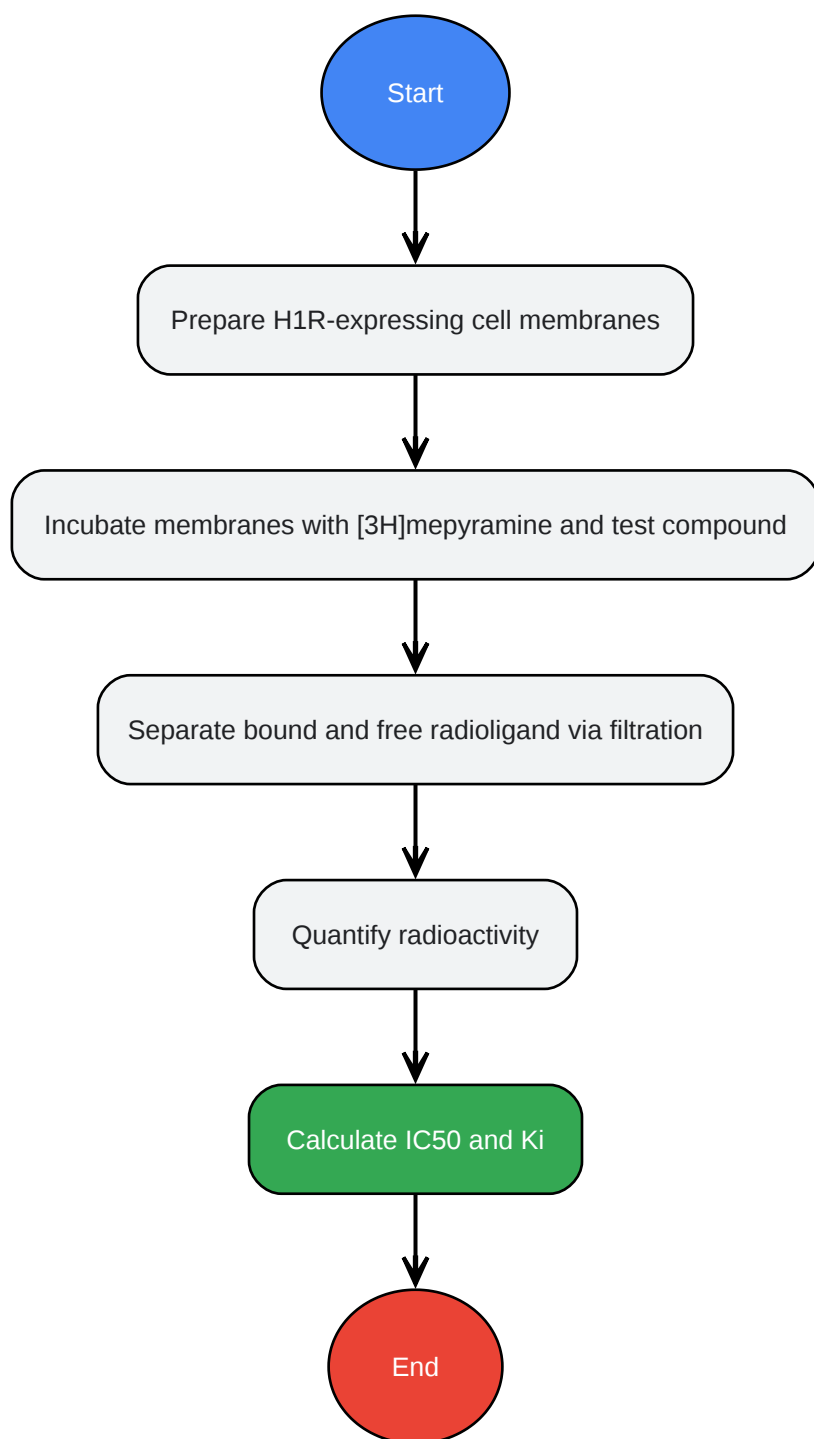 Start
Prepare H1R-expressing cell membranes
Incubate membranes with [3H]mepyramine and test compound
Separate bound and free radioligand via filtration
Quantify radioactivity
Calculate IC50 and Ki
End